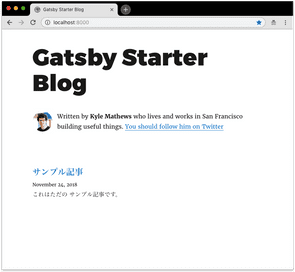 Gatsby Starter Blog
localhost:8000
Gatsby Starter
Blog
Written by Kyle Mathews who lives and works in San Francisco
building useful things. You should follow him on Twitter
サンプル記事
November 24, 2018
これはただの サンプル記事です。